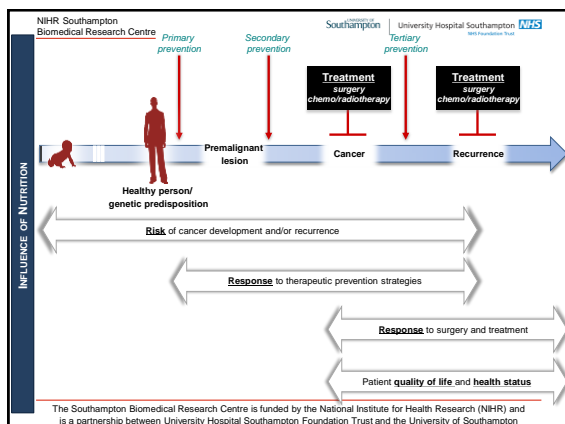 NIHR Southampton
Biomedical Research Centre
UNIVERSITY OF
Southampton
University Hospital Southampton
NHS
NHS Foundation Trust
Primary
prevention
Secondary
prevention
Tertiary
prevention
Treatment
surgery
chemo/radiotherapy
Treatment
surgery
chemo/radiotherapy
Premalignant
lesion
Cancer
Recurrence
Healthy person/
genetic predisposition
INFLUENCE OF NUTRITION
Risk of cancer development and/or recurrence
Response to therapeutic prevention strategies
Response to surgery and treatment
Patient quality of life and health status
The Southampton Biomedical Research Centre is funded by the National Institute for Health Research (NIHR) and
is a partnership between University Hospital Southampton Foundation Trust and the University of Southampton